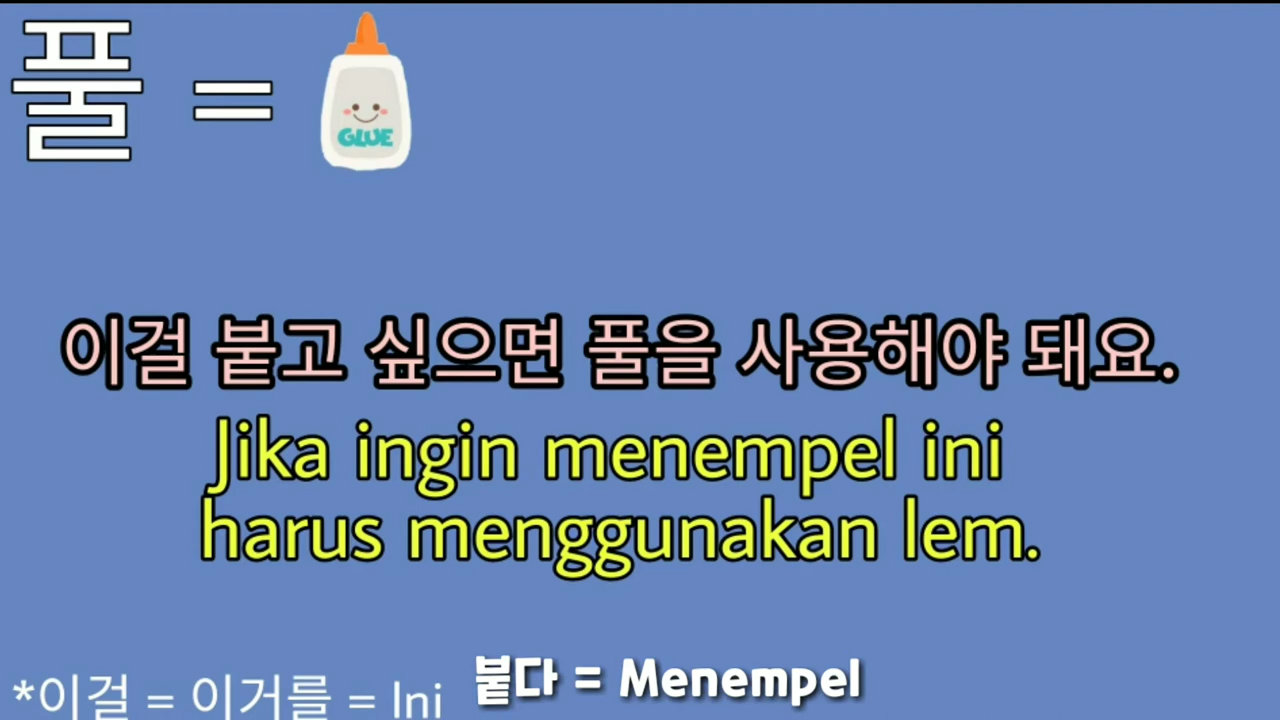 풀 =
GLUE
이걸 붙고 싶으면 풀을 사용해야 돼요.
Jika ingin menempel ini
harus menggunakan lem.
*이걸 = 이거를 = Ini
붙다 = Menempel